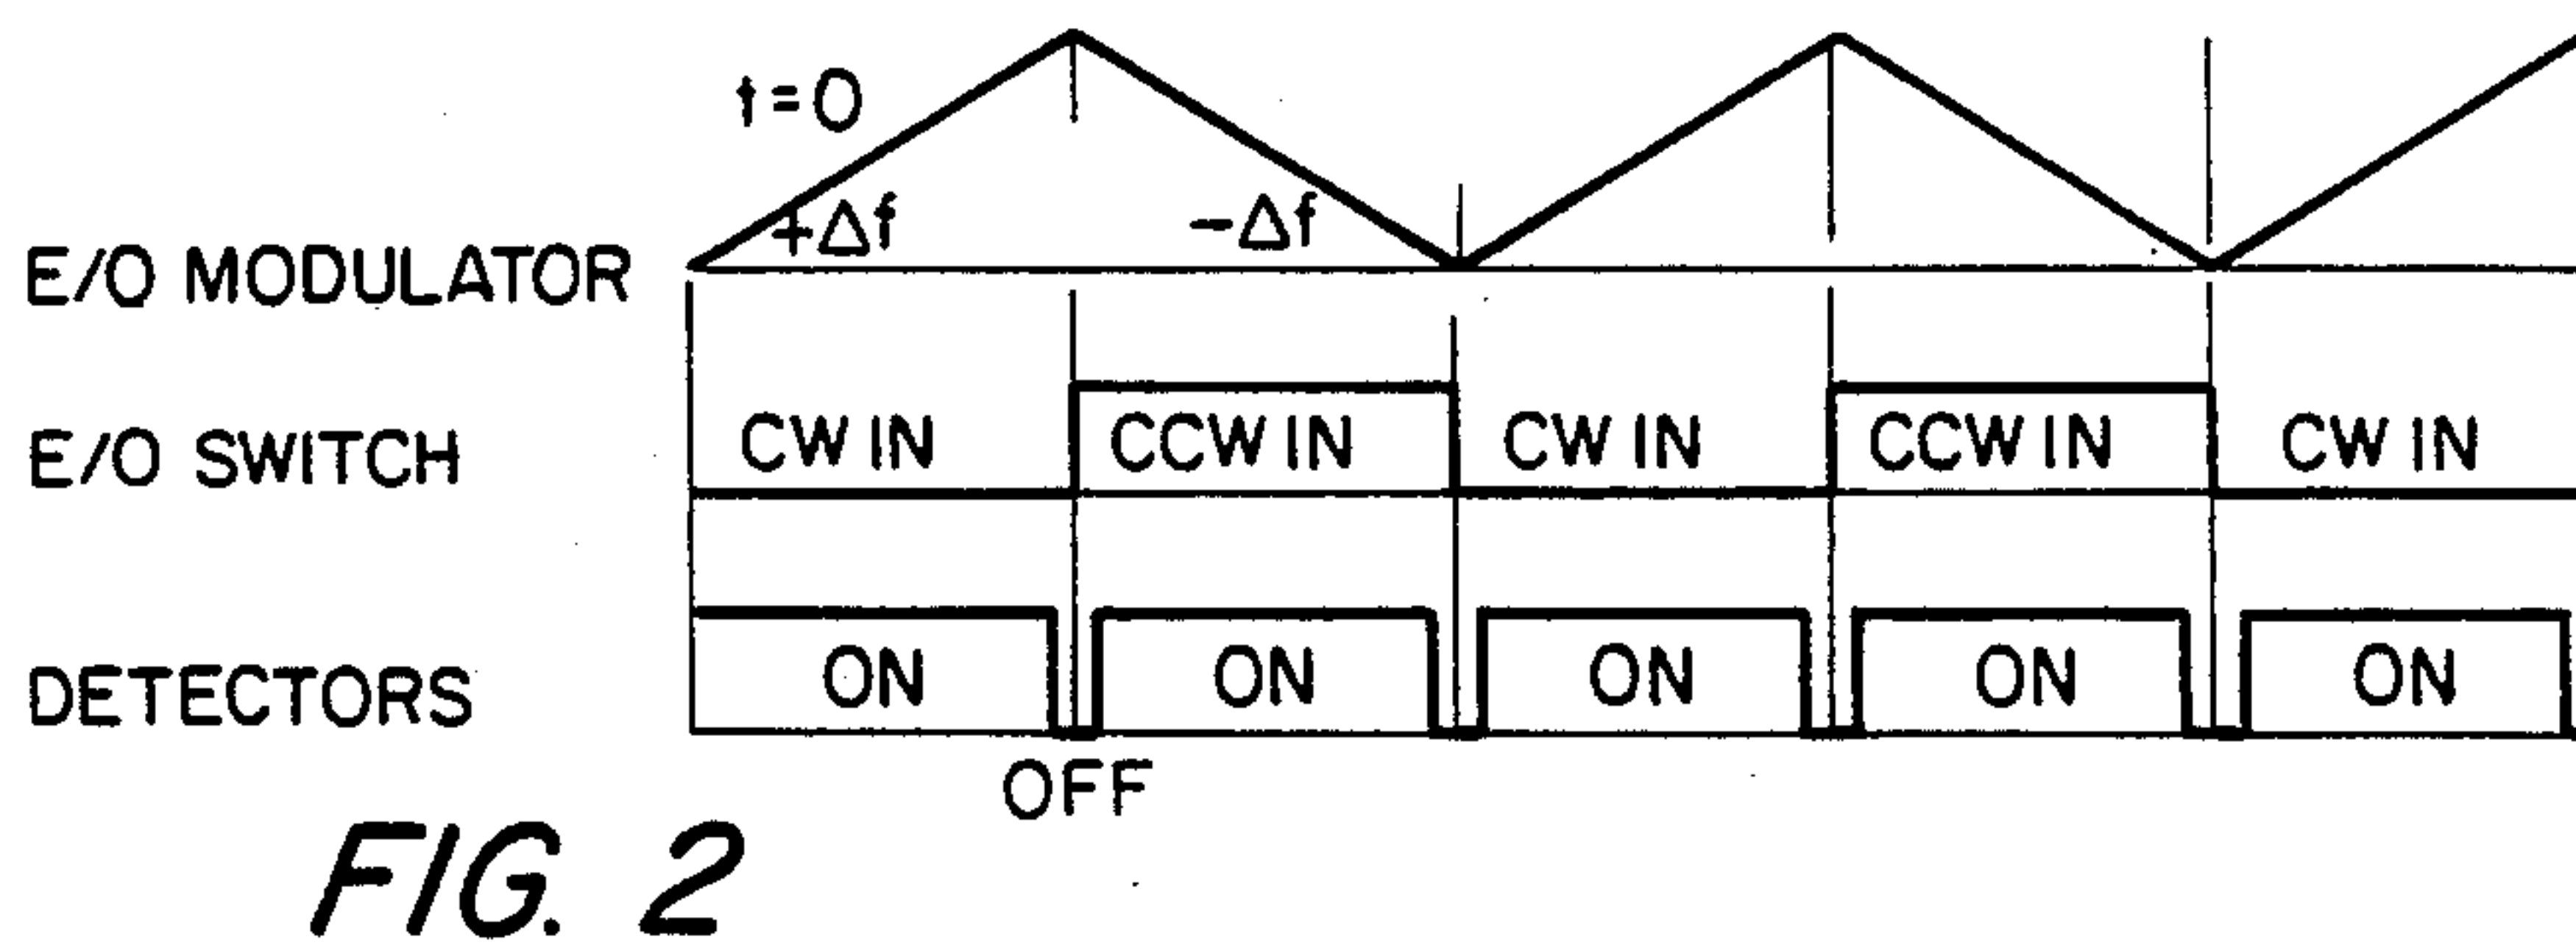 t=0
+Δf -Δf
E/O MODULATOR
E/O SWITCH CW IN CCW IN CW IN CCW IN CW IN
DETECTORS ON ON ON ON ON
OFF
FIG. 2